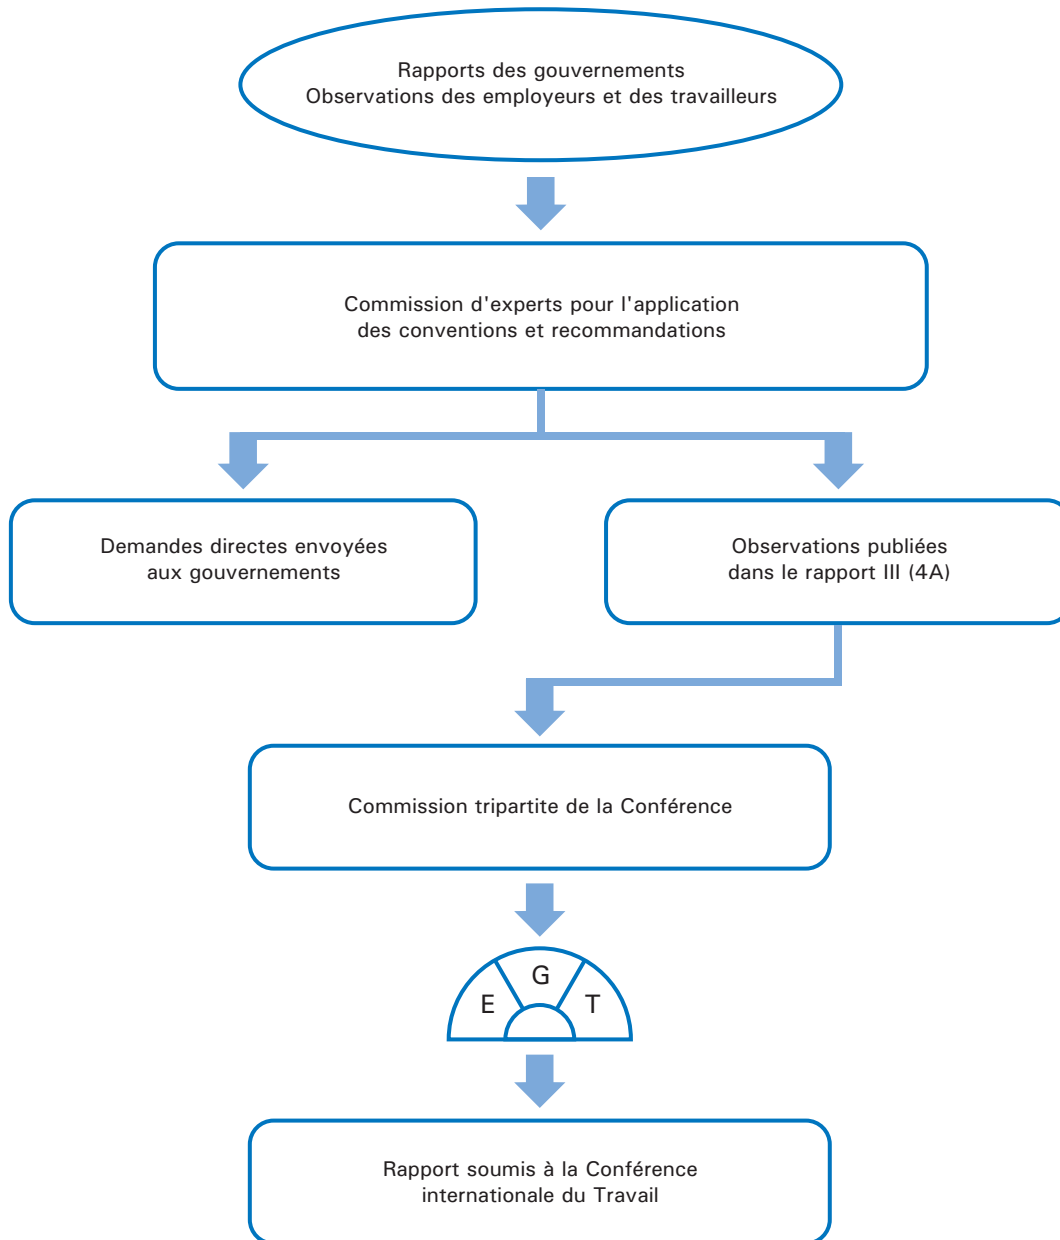 Rapports des gouvernements
Observations des employeurs et des travailleurs
Commission d'experts pour l'application
des conventions et recommandations
Demandes directes envoyées
aux gouvernements
Observations publiées
dans le rapport III (4A)
Commission tripartite de la Conférence
E
G
T
Rapport soumis à la Conférence
internationale du Travail